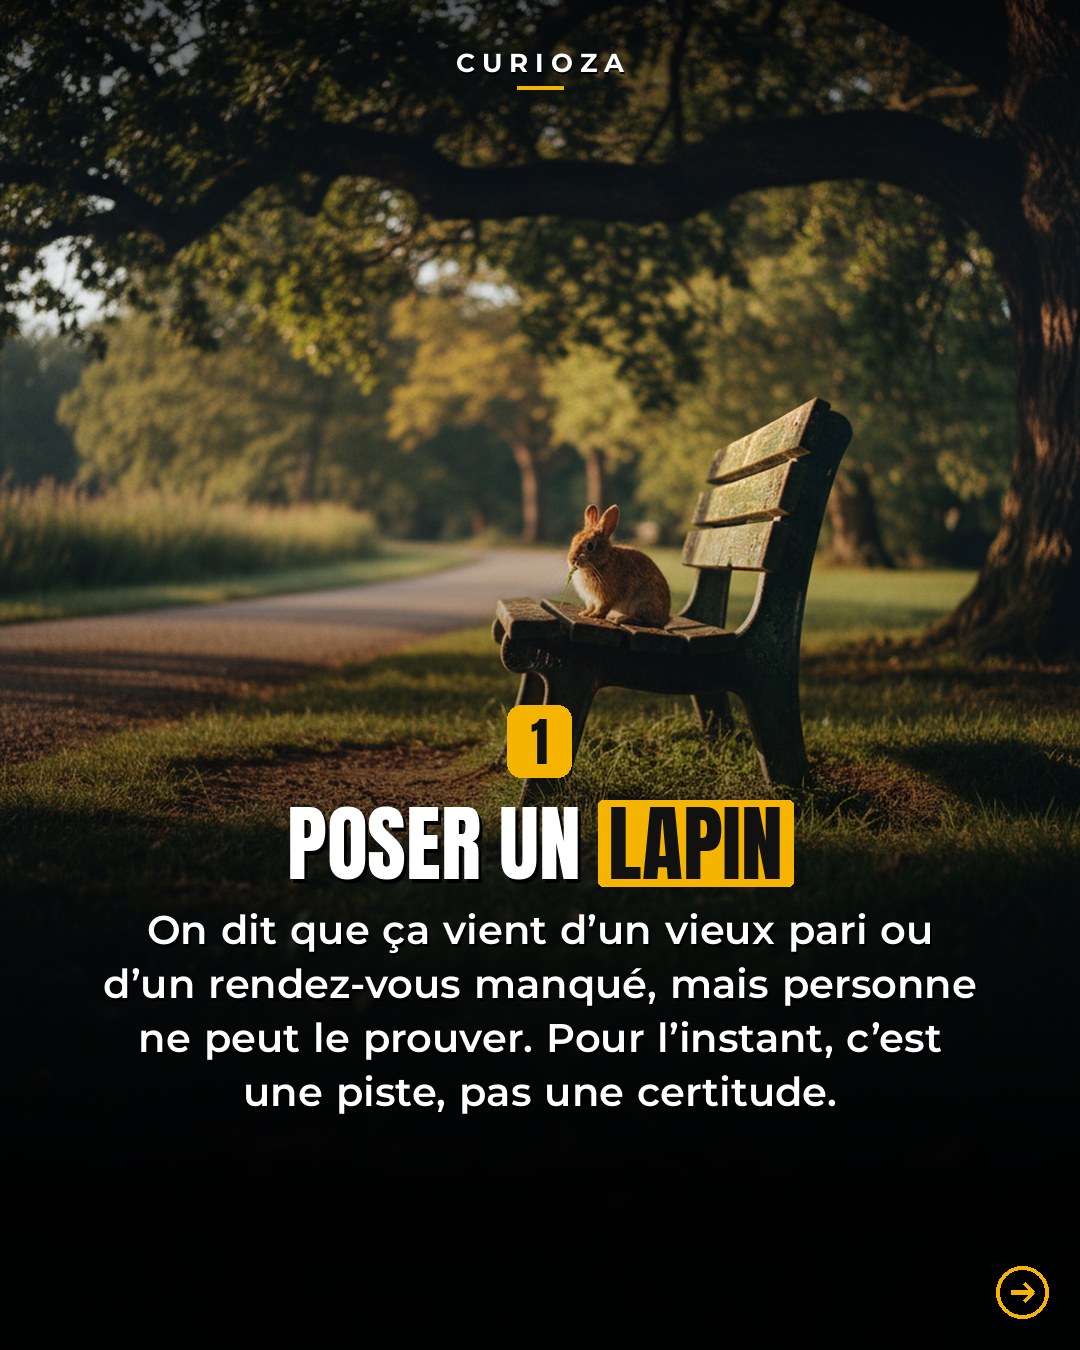 CURIOZA
1
POSER UN LAPIN
On dit que ça vient d’un vieux pari ou
d’un rendez-vous manqué, mais personne
ne peut le prouver. Pour l’instant, c’est
une piste, pas une certitude.